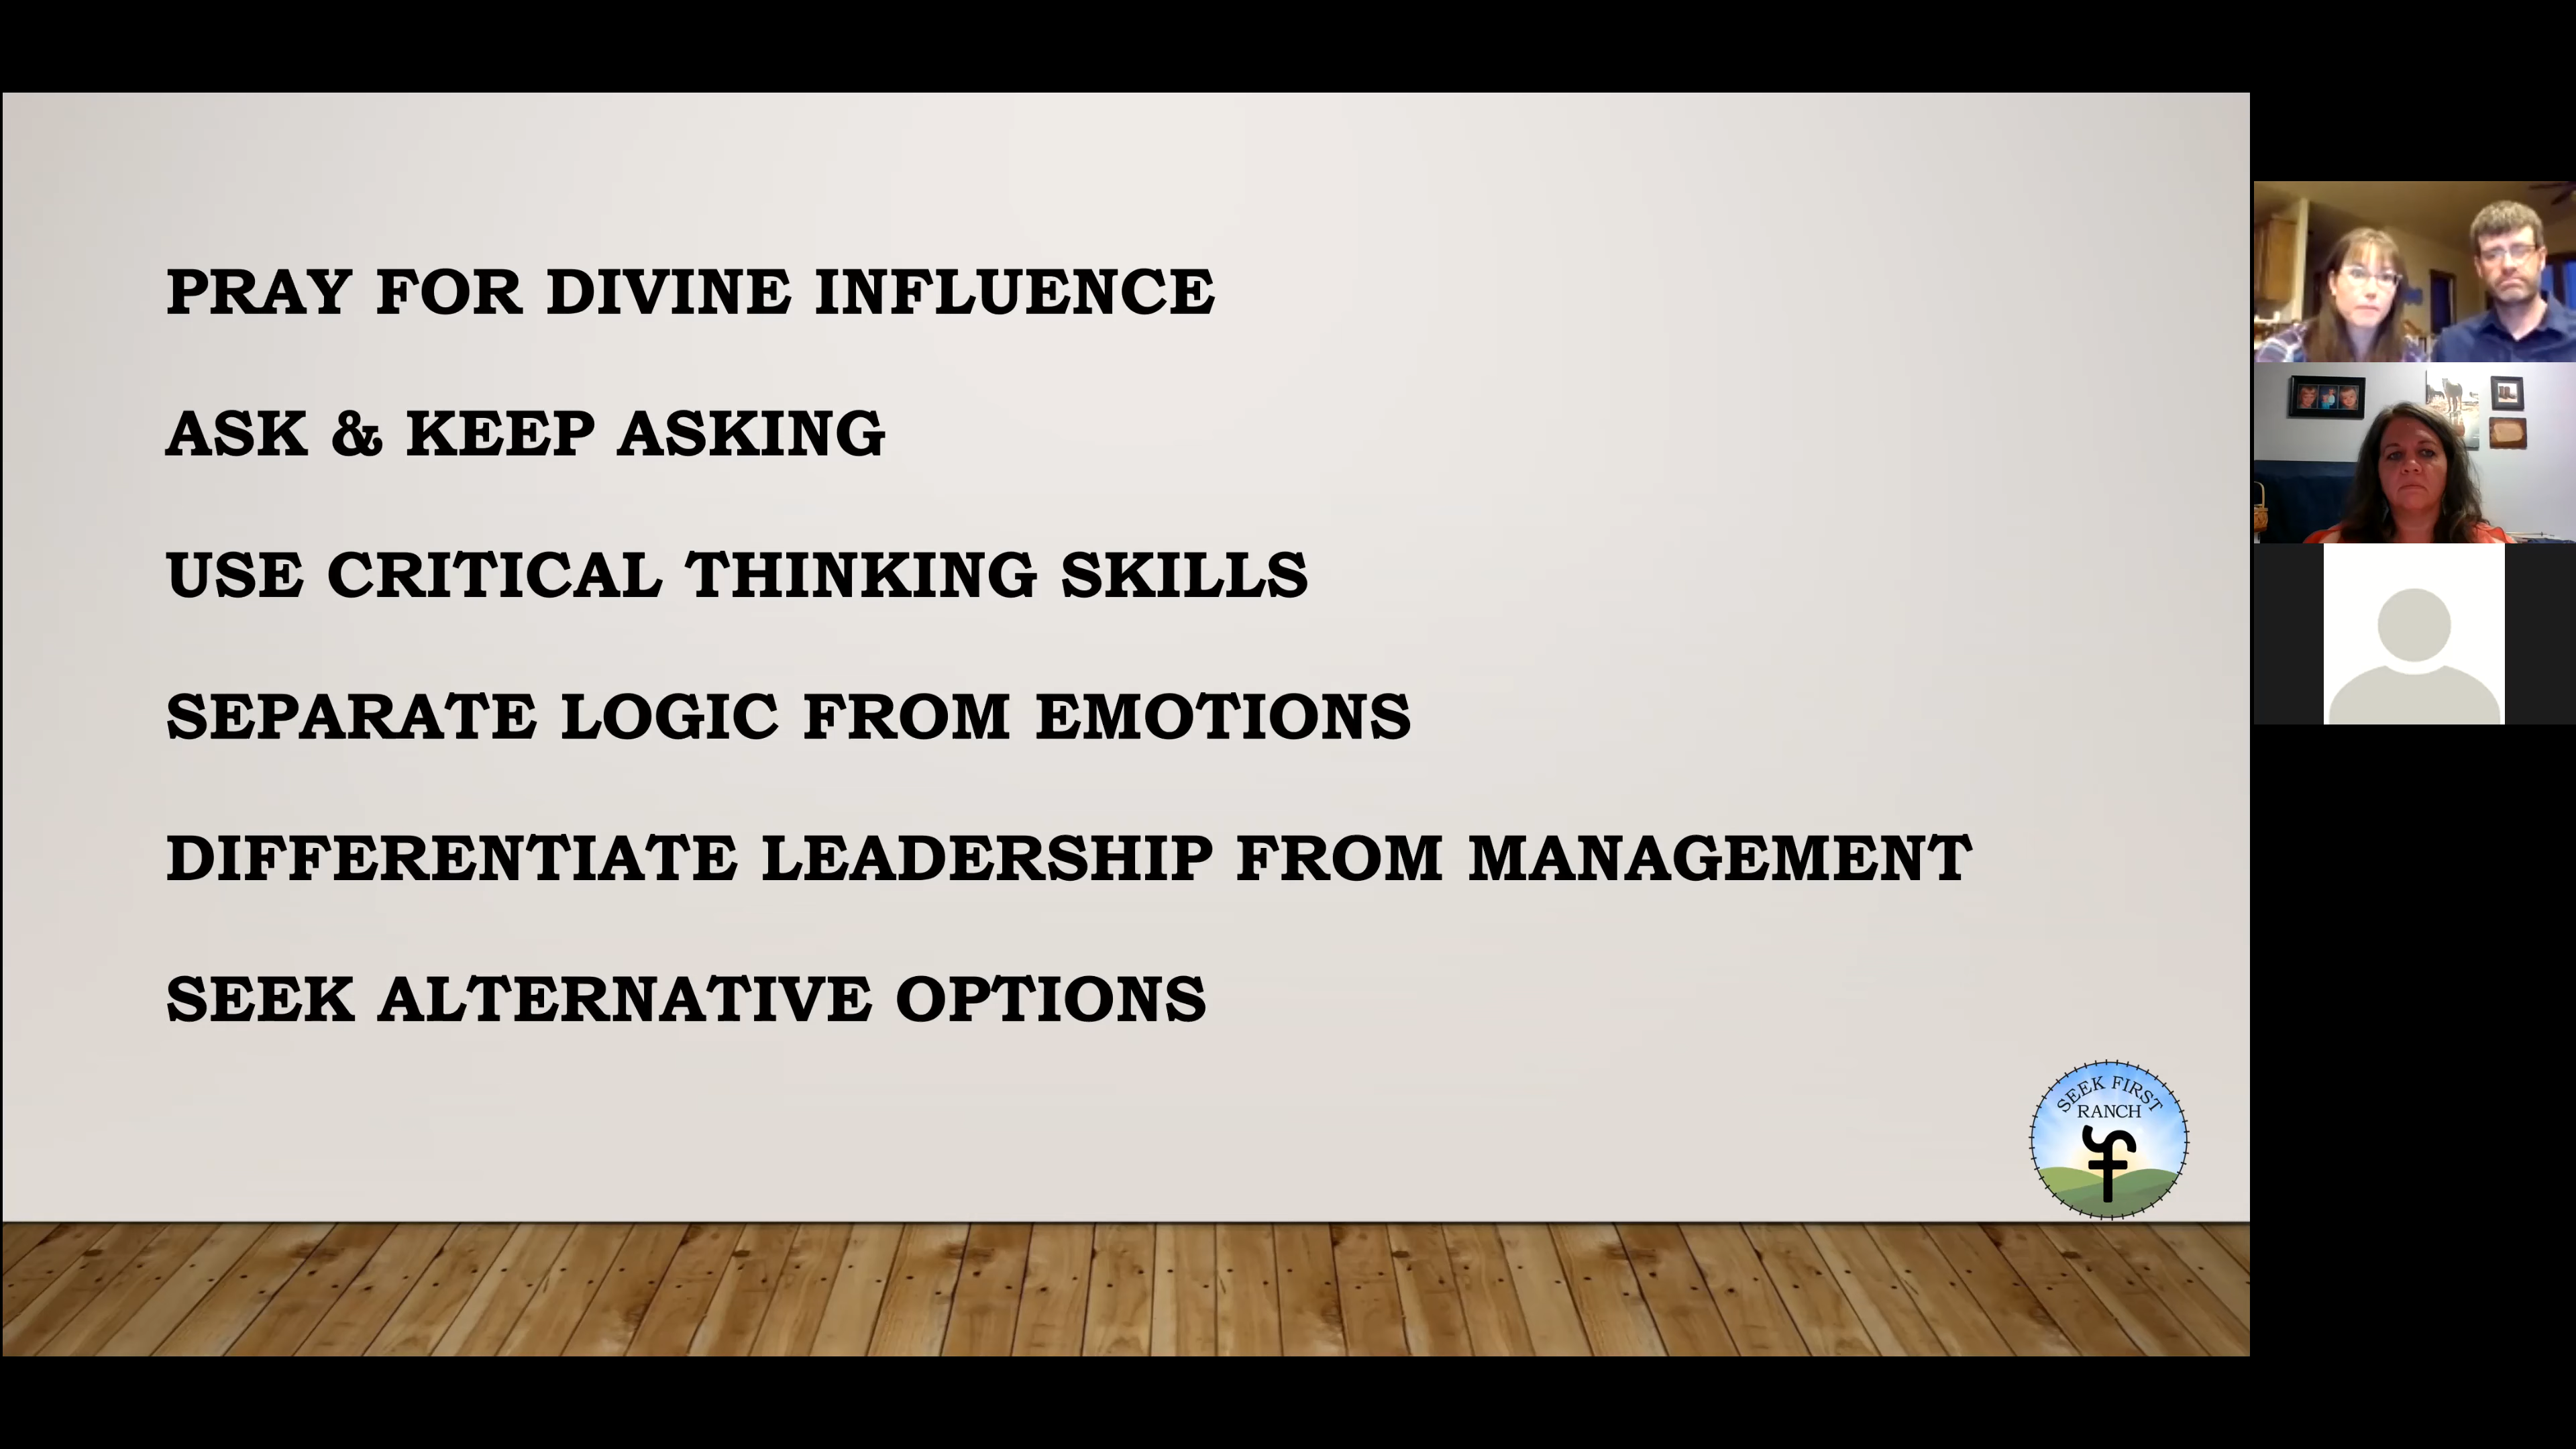 PRAY FOR DIVINE INFLUENCE
ASK & KEEP ASKING
USE CRITICAL THINKING SKILLS
SEPARATE LOGIC FROM EMOTIONS
DIFFERENTIATE LEADERSHIP FROM MANAGEMENT
SEEK ALTERNATIVE OPTIONS
SEEK FIRST
RANCH